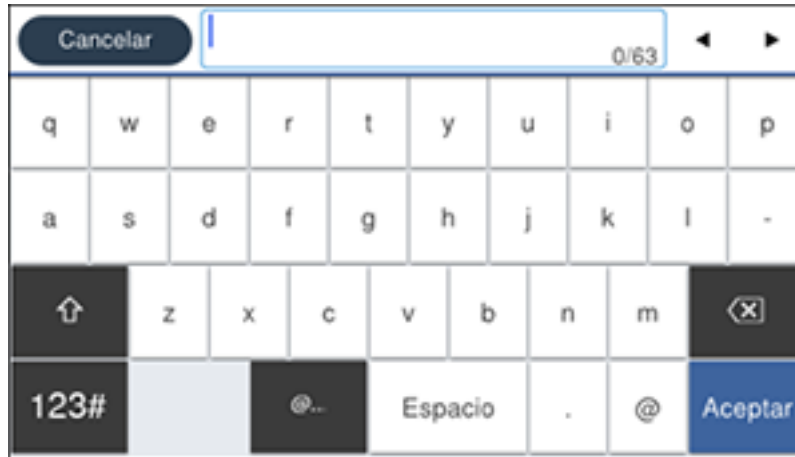 Cancelar
0/63
q w e r t y u i o p
a s d f g h j k l -
z x c v b n m
123# @... Espacio . @ Aceptar